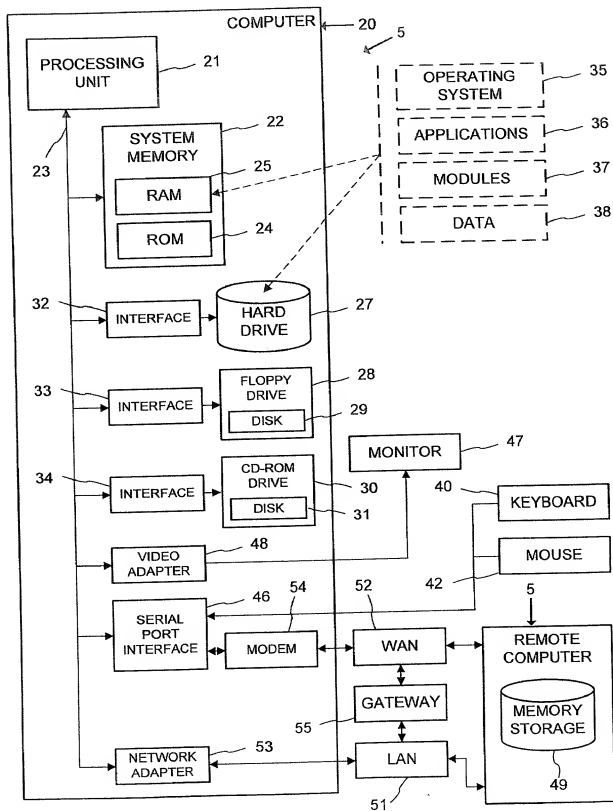 COMPUTER
20
5
PROCESSING
UNIT
21
23
22
SYSTEM
MEMORY
25
RAM
ROM
24
OPERATING
SYSTEM
35
APPLICATIONS
36
MODULES
37
DATA
38
32
INTERFACE
HARD
DRIVE
27
33
INTERFACE
FLOPPY
DRIVE
28
DISK
29
34
INTERFACE
CD-ROM
DRIVE
30
DISK
31
MONITOR
47
40
KEYBOARD
MOUSE
42
VIDEO
ADAPTER
48
46
SERIAL
PORT
INTERFACE
54
MODEM
52
WAN
GATEWAY
55
LAN
51
5
REMOTE
COMPUTER
MEMORY
STORAGE
49
NETWORK
ADAPTER
53